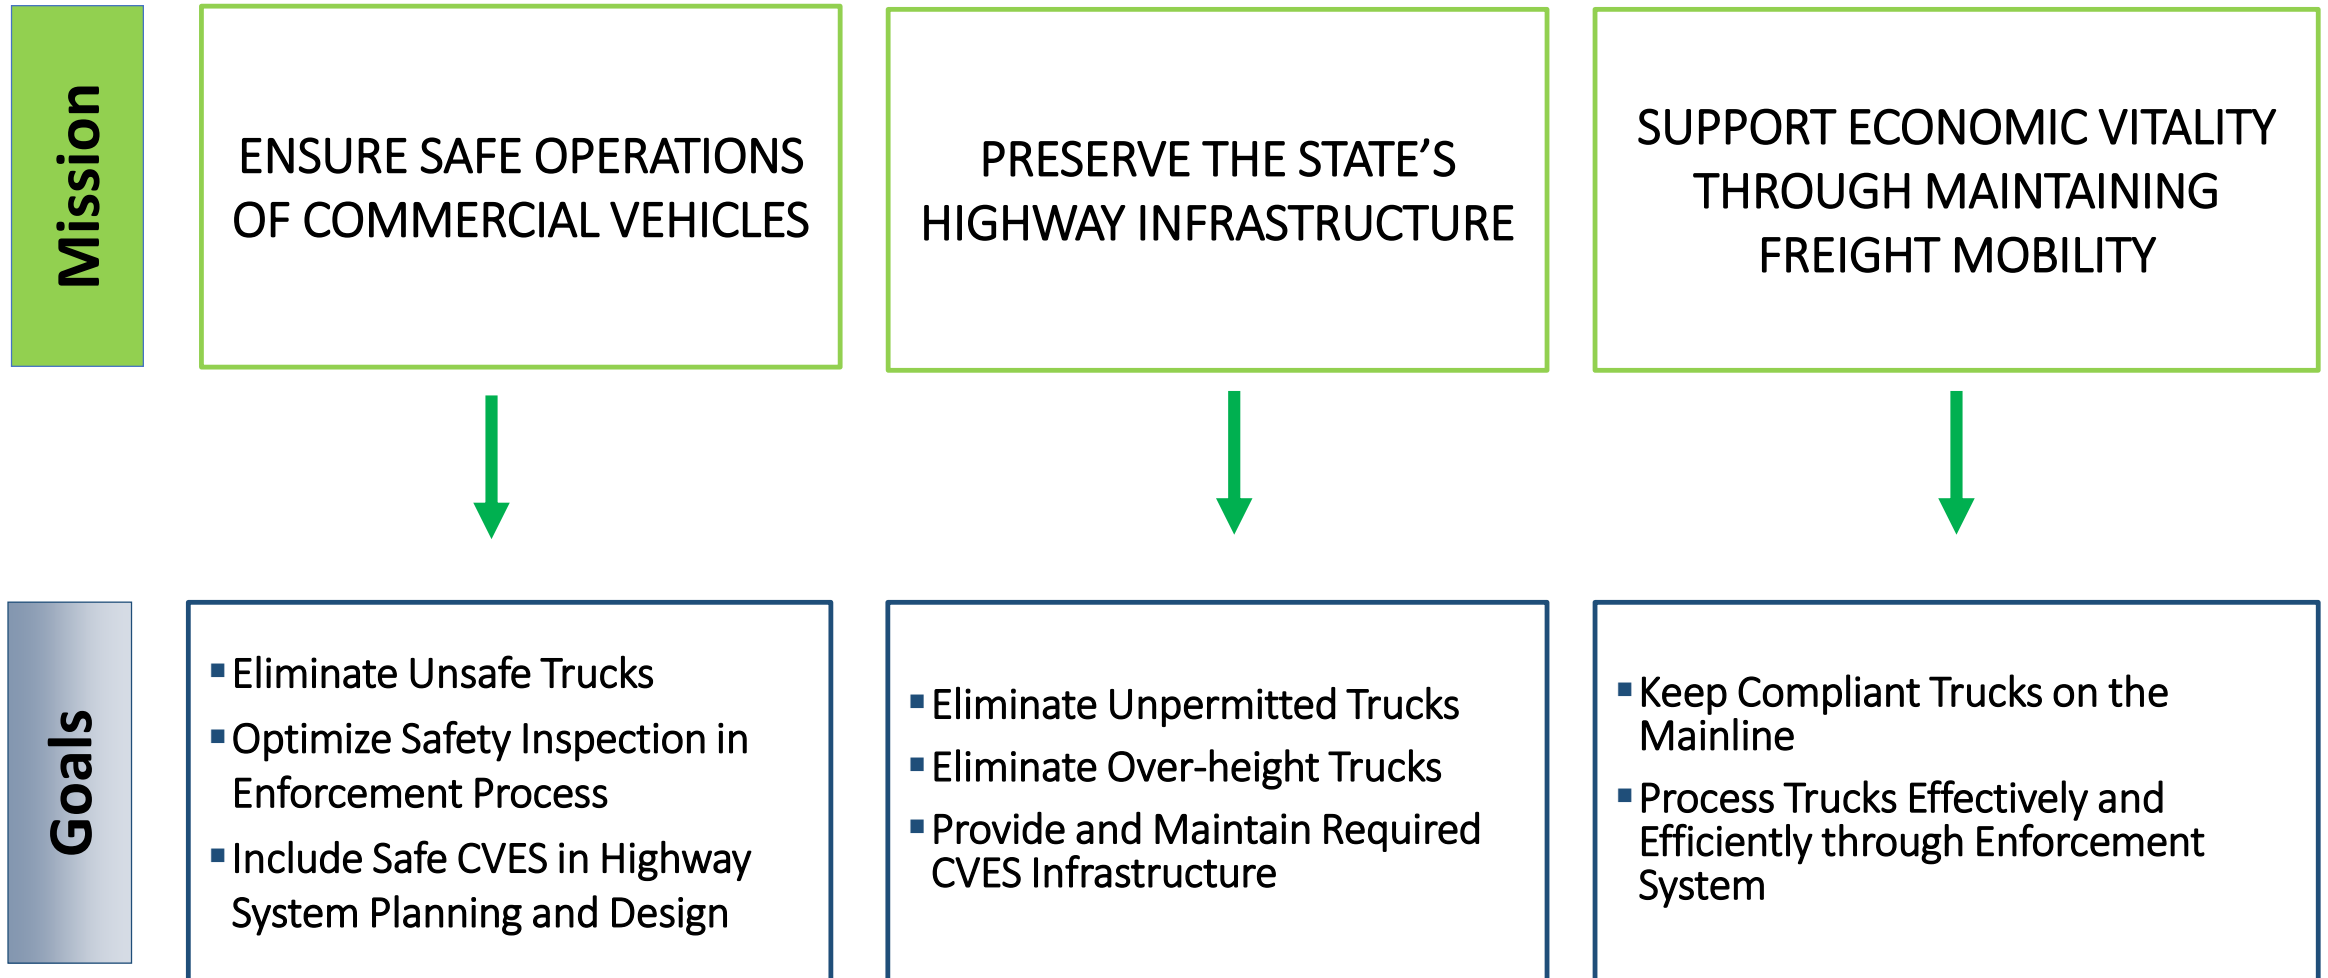 Mission
ENSURE SAFE OPERATIONS
OF COMMERCIAL VEHICLES
PRESERVE THE STATE’S
HIGHWAY INFRASTRUCTURE
SUPPORT ECONOMIC VITALITY
THROUGH MAINTAINING
FREIGHT MOBILITY
Goals
▪Eliminate Unsafe Trucks
▪Optimize Safety Inspection in
Enforcement Process
▪Include Safe CVES in Highway
System Planning and Design
▪Eliminate Unpermitted Trucks
▪Eliminate Over-height Trucks
▪Provide and Maintain Required
CVES Infrastructure
▪Keep Compliant Trucks on the
Mainline
▪Process Trucks Effectively and
Efficiently through Enforcement
System